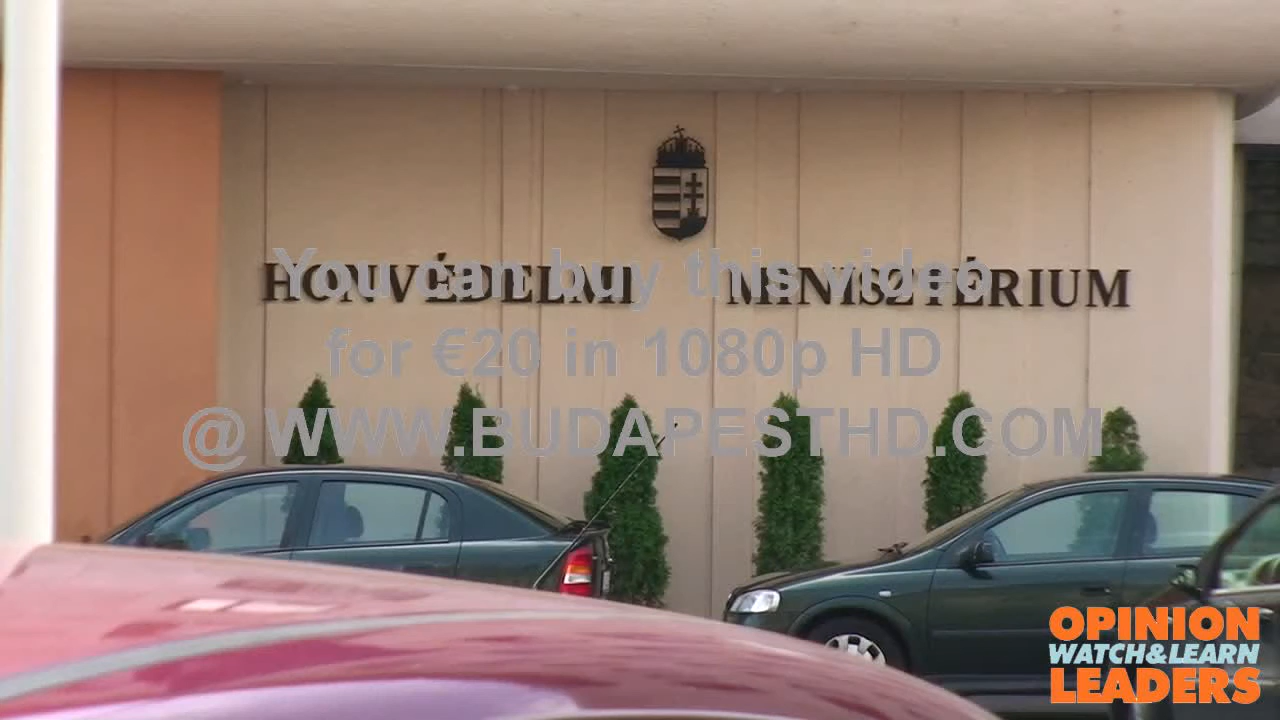 HONVÉDELMI MINISZTÉRIUM
You can buy this video
for €20 in 1080p HD
@ WWW.BUDAPESTHD.COM
OPINION
WATCH&LEARN
LEADERS